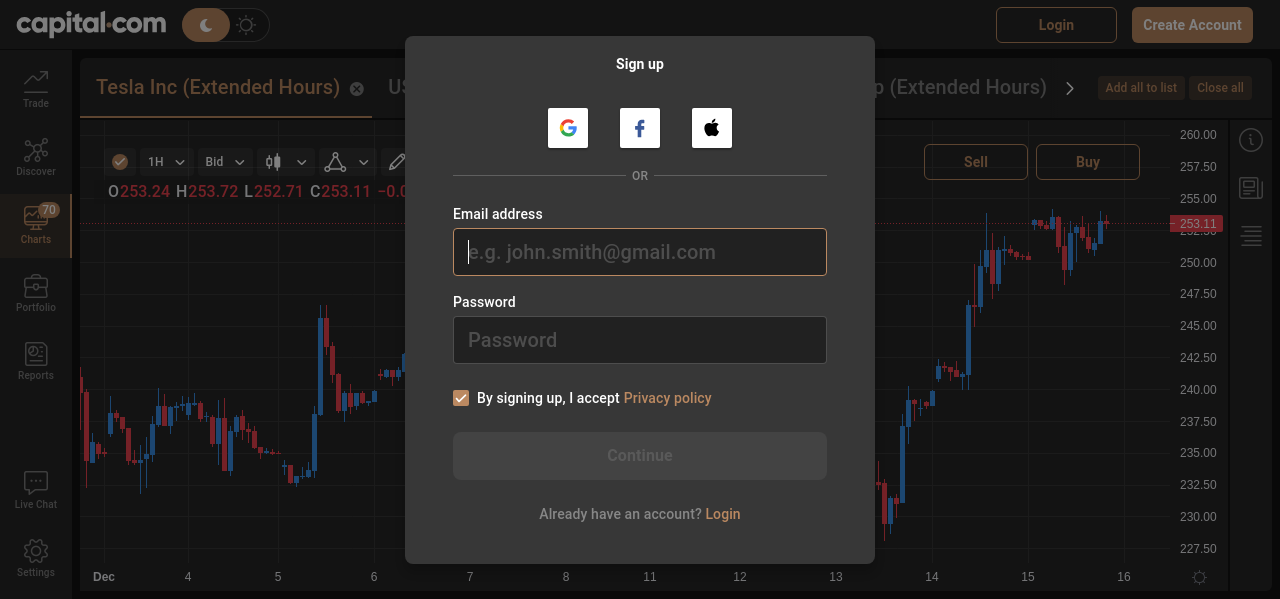 capital.com
Login
Create Account
Trade
Discover
70
Charts
Portfolio
Reports
Live Chat
Settings
Tesla Inc (Extended Hours)
US
p (Extended Hours)
Add all to list
Close all
1H
Bid
O253.24 H253.72 L252.71 C253.11 −0.0
Sell
Buy
Sign up
OR
Email address
e.g. john.smith@gmail.com
Password
Password
By signing up, I accept Privacy policy
Continue
Already have an account? Login
260.00
257.50
255.00
253.11
252.50
250.00
247.50
245.00
242.50
240.00
237.50
235.00
232.50
230.00
227.50
Dec 4 5 6 7 8 11 12 13 14 15 16